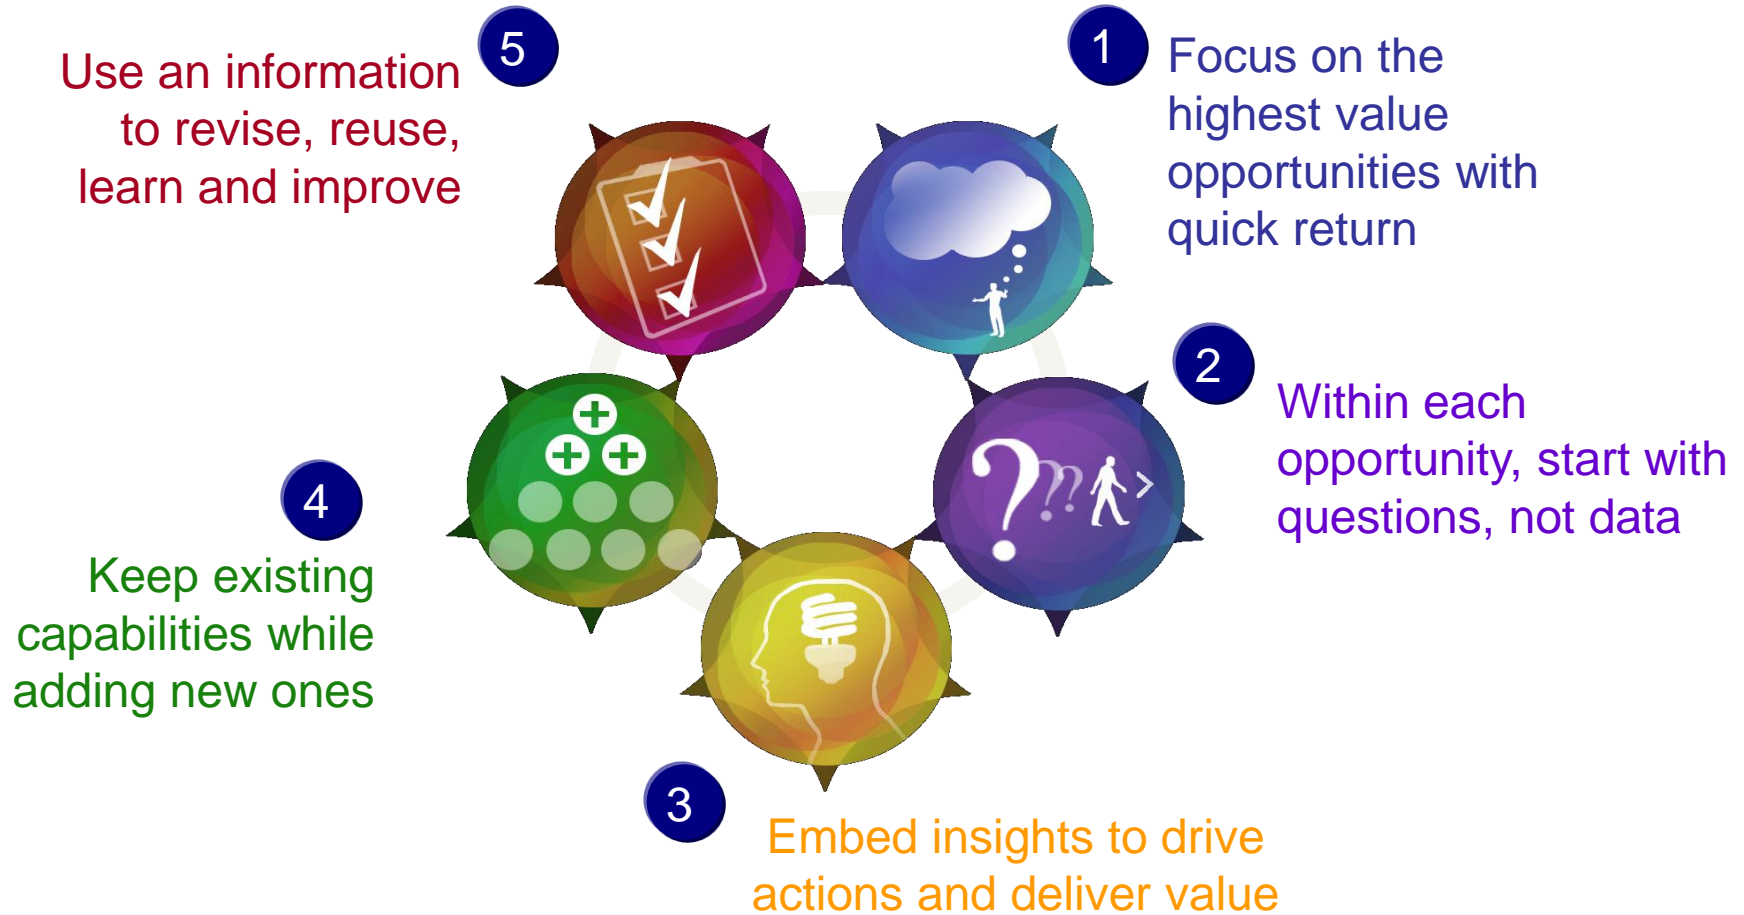 1
Focus on the
highest value
opportunities with
quick return
2
Within each
opportunity, start with
questions, not data
3
Embed insights to drive
actions and deliver value
4
Keep existing
capabilities while
adding new ones
5
Use an information
to revise, reuse,
learn and improve
???
>